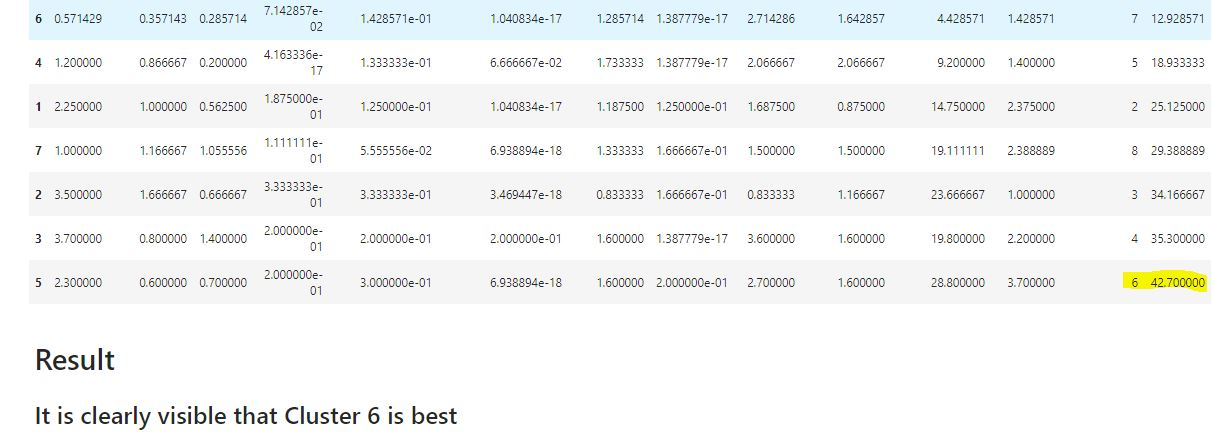 6 0.571429 0.357143 0.285714 7.142857e-02 1.428571e-01 1.040834e-17 1.285714 1.387779e-17 2.714286 1.642857 4.428571 1.428571 7 12.928571
4 1.200000 0.866667 0.200000 4.163336e-17 1.333333e-01 6.666667e-02 1.733333 1.387779e-17 2.066667 2.066667 9.200000 1.400000 5 18.933333
1 2.250000 1.000000 0.562500 1.875000e-01 1.250000e-01 1.040834e-17 1.187500 1.250000e-01 1.687500 0.875000 14.750000 2.375000 2 25.125000
7 1.000000 1.166667 1.055556 1.111111e-01 5.555556e-02 6.938894e-18 1.333333 1.666667e-01 1.500000 1.500000 19.111111 2.388889 8 29.388889
2 3.500000 1.666667 0.666667 3.333333e-01 3.333333e-01 3.469447e-18 0.833333 1.666667e-01 0.833333 1.166667 23.666667 1.000000 3 34.166667
3 3.700000 0.800000 1.400000 2.000000e-01 2.000000e-01 2.000000e-01 1.600000 1.387779e-17 3.600000 1.600000 19.800000 2.200000 4 35.300000
5 2.300000 0.600000 0.700000 2.000000e-01 3.000000e-01 6.938894e-18 1.600000 2.000000e-01 2.700000 1.600000 28.800000 3.700000 6 42.700000
Result
It is clearly visible that Cluster 6 is best